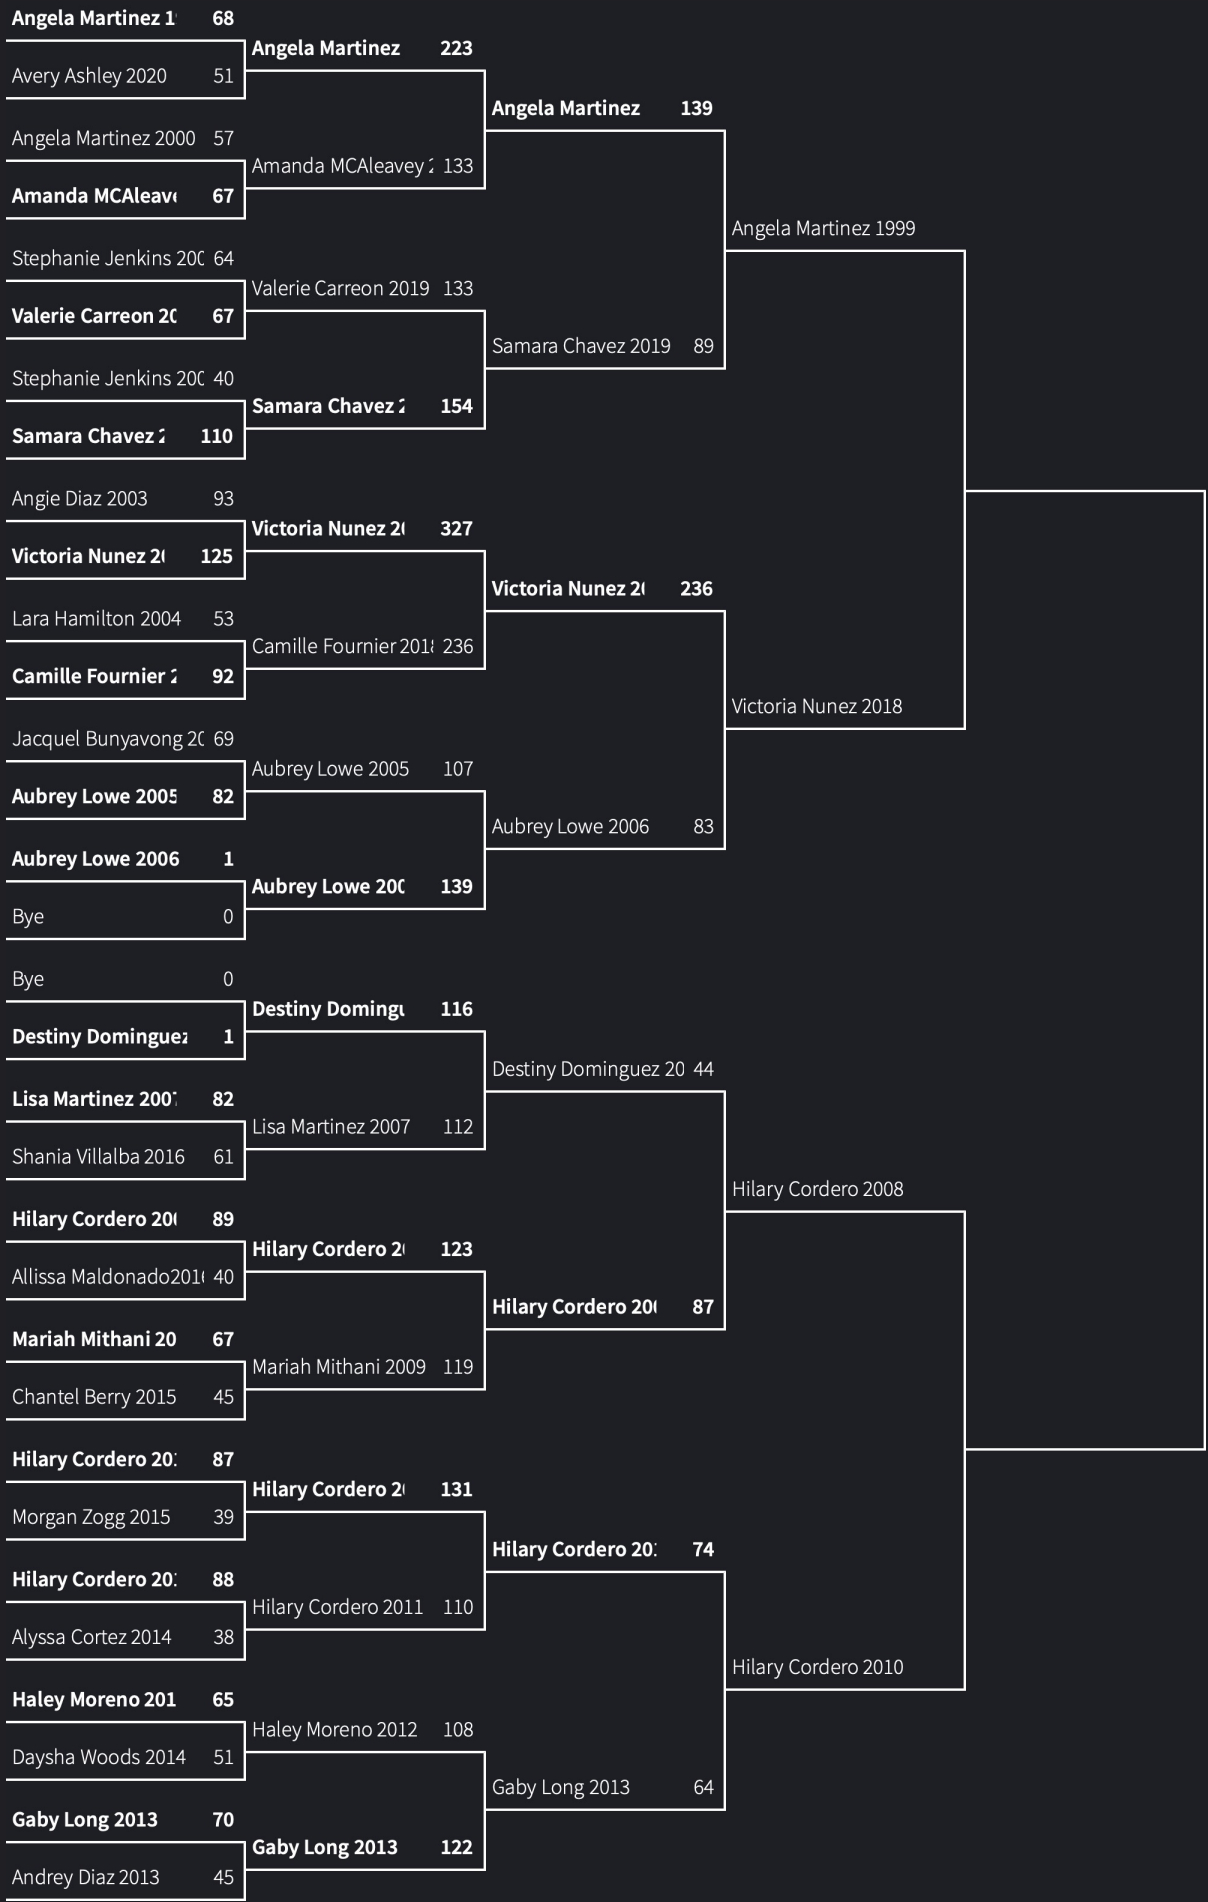 Angela Martinez 1 68
Avery Ashley 2020 51
Angela Martinez 2000 57
Amanda MCAleave 67
Stephanie Jenkins 200 64
Valerie Carreon 20 67
Stephanie Jenkins 200 40
Samara Chavez 2 110
Angie Diaz 2003 93
Victoria Nunez 20 125
Lara Hamilton 2004 53
Camille Fournier 2 92
Jacquel Bunyavong 20 69
Aubrey Lowe 2005 82
Aubrey Lowe 2006 1
Bye 0
Bye 0
Destiny Dominguez 1
Lisa Martinez 2007 82
Shania Villalba 2016 61
Hilary Cordero 200 89
Allissa Maldonado2016 40
Mariah Mithani 20 67
Chantel Berry 2015 45
Hilary Cordero 201 87
Morgan Zogg 2015 39
Hilary Cordero 201 88
Alyssa Cortez 2014 38
Haley Moreno 201 65
Daysha Woods 2014 51
Gaby Long 2013 70
Andrey Diaz 2013 45
Angela Martinez 223
Amanda MCAleavey 2 133
Valerie Carreon 2019 133
Samara Chavez 2 154
Victoria Nunez 20 327
Camille Fournier 2018 236
Aubrey Lowe 2005 107
Aubrey Lowe 200 139
Destiny Domingu 116
Lisa Martinez 2007 112
Hilary Cordero 20 123
Mariah Mithani 2009 119
Hilary Cordero 20 131
Hilary Cordero 2011 110
Haley Moreno 2012 108
Gaby Long 2013 122
Angela Martinez 139
Samara Chavez 2019 89
Victoria Nunez 20 236
Aubrey Lowe 2006 83
Destiny Dominguez 20 44
Hilary Cordero 200 87
Hilary Cordero 201 74
Gaby Long 2013 64
Angela Martinez 1999
Victoria Nunez 2018
Hilary Cordero 2008
Hilary Cordero 2010